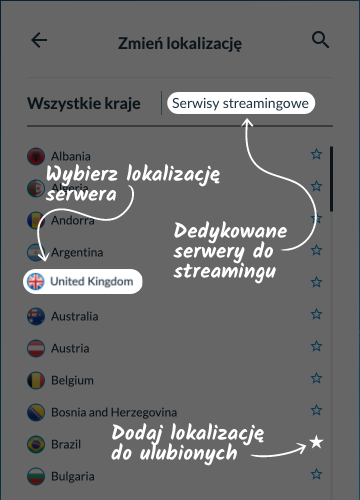 Zmień lokalizację
Wszystkie kraje
Serwisy streamingowe
Albania
Wybierz lokalizację
serwera
Algeria
Andorra
Dedykowane
serwery do
streamingu
Argentina
United Kingdom
Australia
Austria
Belgium
Bosnia and Herzegovina
Dodaj lokalizację
do ulubionych
Brazil
Bulgaria